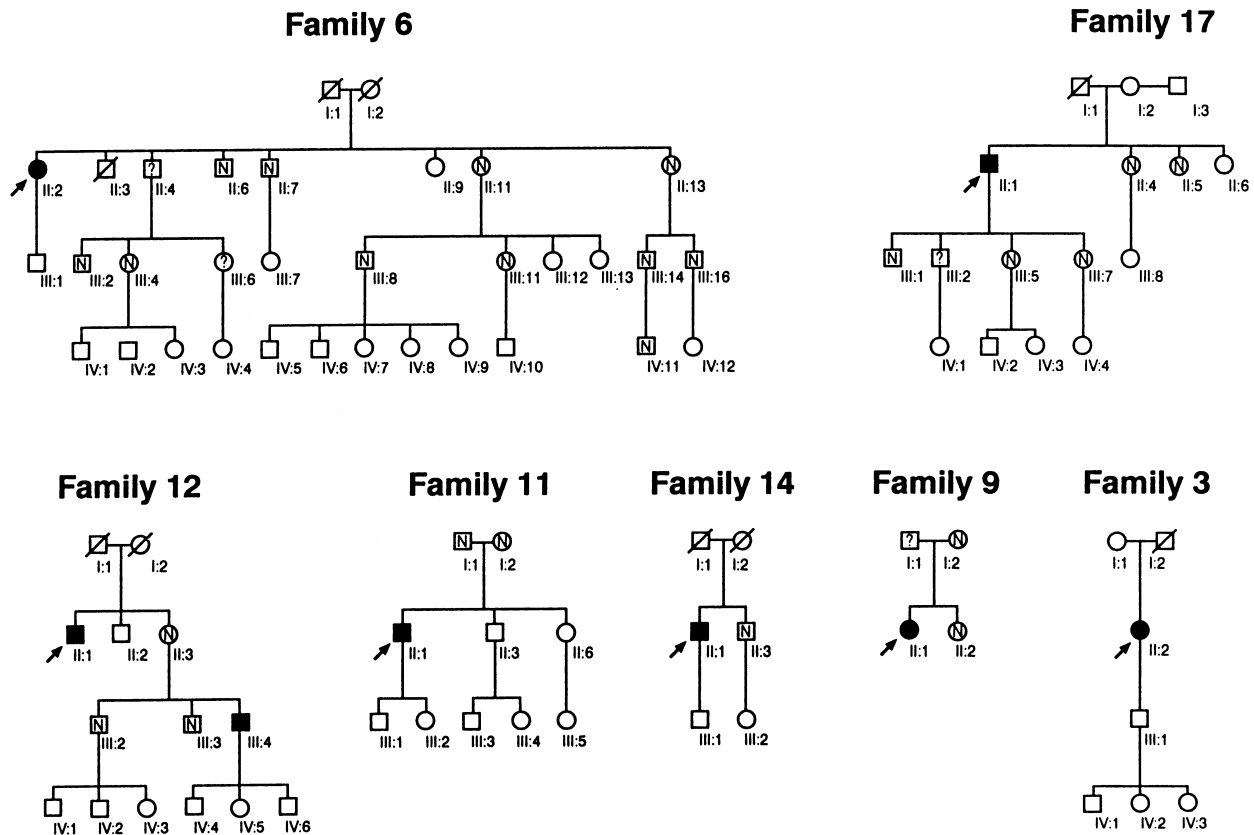 Family 6
Family 17
I:1 I:2
I:1 I:2 I:3
? N N N N
II:2 II:3 II:4 II:6 II:7 II:9 II:11 II:13
N N
II:1 II:4 II:5 II:6
N N ? N N N N
III:1 III:2 III:4 III:6 III:7 III:8 III:11 III:12 III:13 III:14 III:16
N ? N N
III:1 III:2 III:5 III:7 III:8
N
IV:1 IV:2 IV:3 IV:4 IV:5 IV:6 IV:7 IV:8 IV:9 IV:10 IV:11 IV:12
IV:1 IV:2 IV:3 IV:4
Family 12
Family 11
Family 14
Family 9
Family 3
I:1 I:2
N N
I:1 I:2
I:1 I:2
? N
I:1 I:2
I:1 I:2
N
II:1 II:2 II:3
II:1 II:3 II:6
N
II:1 II:3
N
II:1 II:2
II:2
N N
III:2 III:3 III:4
III:1 III:2 III:3 III:4 III:5
III:1 III:2
III:1
IV:1 IV:2 IV:3 IV:4 IV:5 IV:6
IV:1 IV:2 IV:3